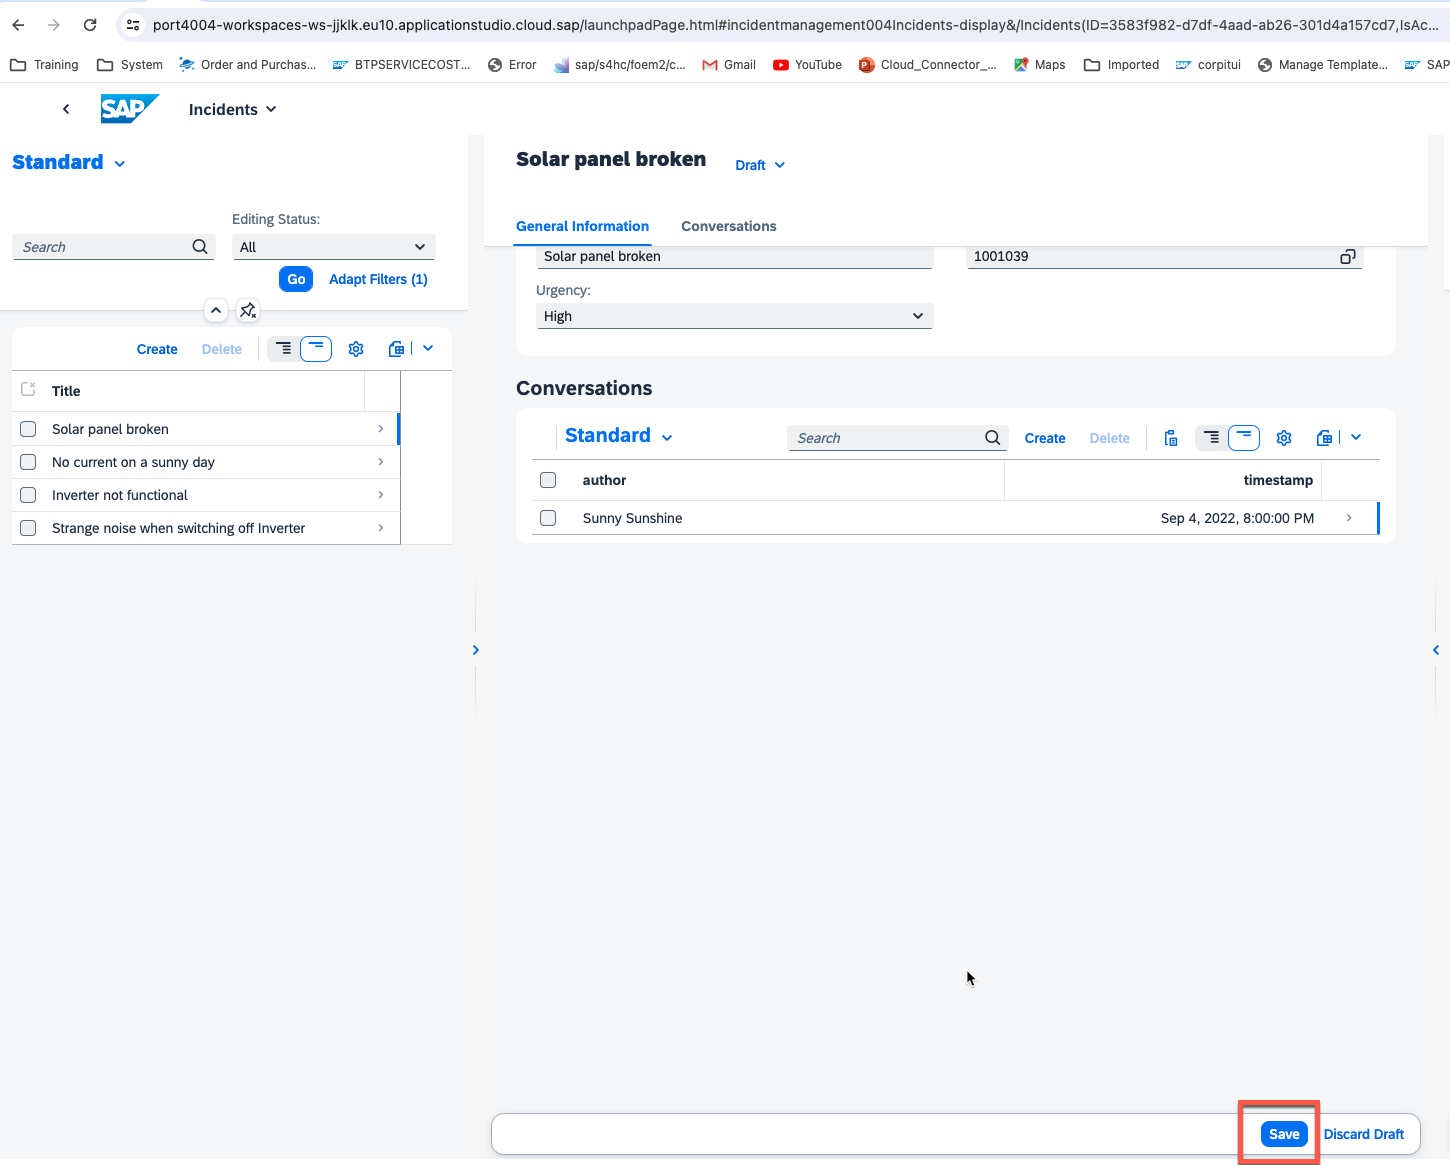 port4004-workspaces-ws-jjklk.eu10.applicationstudio.cloud.sap/launchpadPage.html#incidentmanagement004Incidents-display&/Incidents(ID=3583f982-d7df-4aad-ab26-301d4a157cd7,IsAc...
Training System Order and Purchas... SAP BTPSERVICECOST... Error sap/s4hc/foem2/c... Gmail YouTube Cloud_Connector_... Maps Imported SAP corpitui Manage Template... SAP SAP
SAP Incidents
Standard
Editing Status:
Search All
Go Adapt Filters (1)
Create Delete
Title
Solar panel broken
No current on a sunny day
Inverter not functional
Strange noise when switching off Inverter
Solar panel broken Draft
General Information Conversations
Solar panel broken 1001039
Urgency:
High
Conversations
Standard Search Create Delete
author timestamp
Sunny Sunshine Sep 4, 2022, 8:00:00 PM
Save Discard Draft